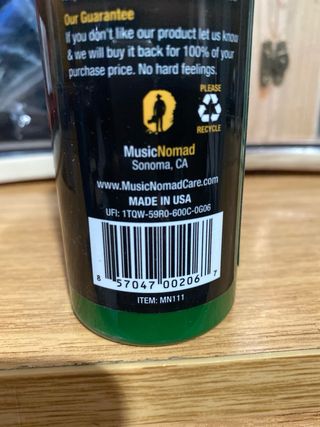 Our Guarantee
If you don't like our product let us know
& we will buy it back for 100% of your
purchase price. No hard feelings.
PLEASE
RECYCLE
MusicNomad
Sonoma, CA
www.MusicNomadCare.com
MADE IN USA
UFI: 1TQW-59R0-600C-0G06
8 57047 00206 7
ITEM: MN111